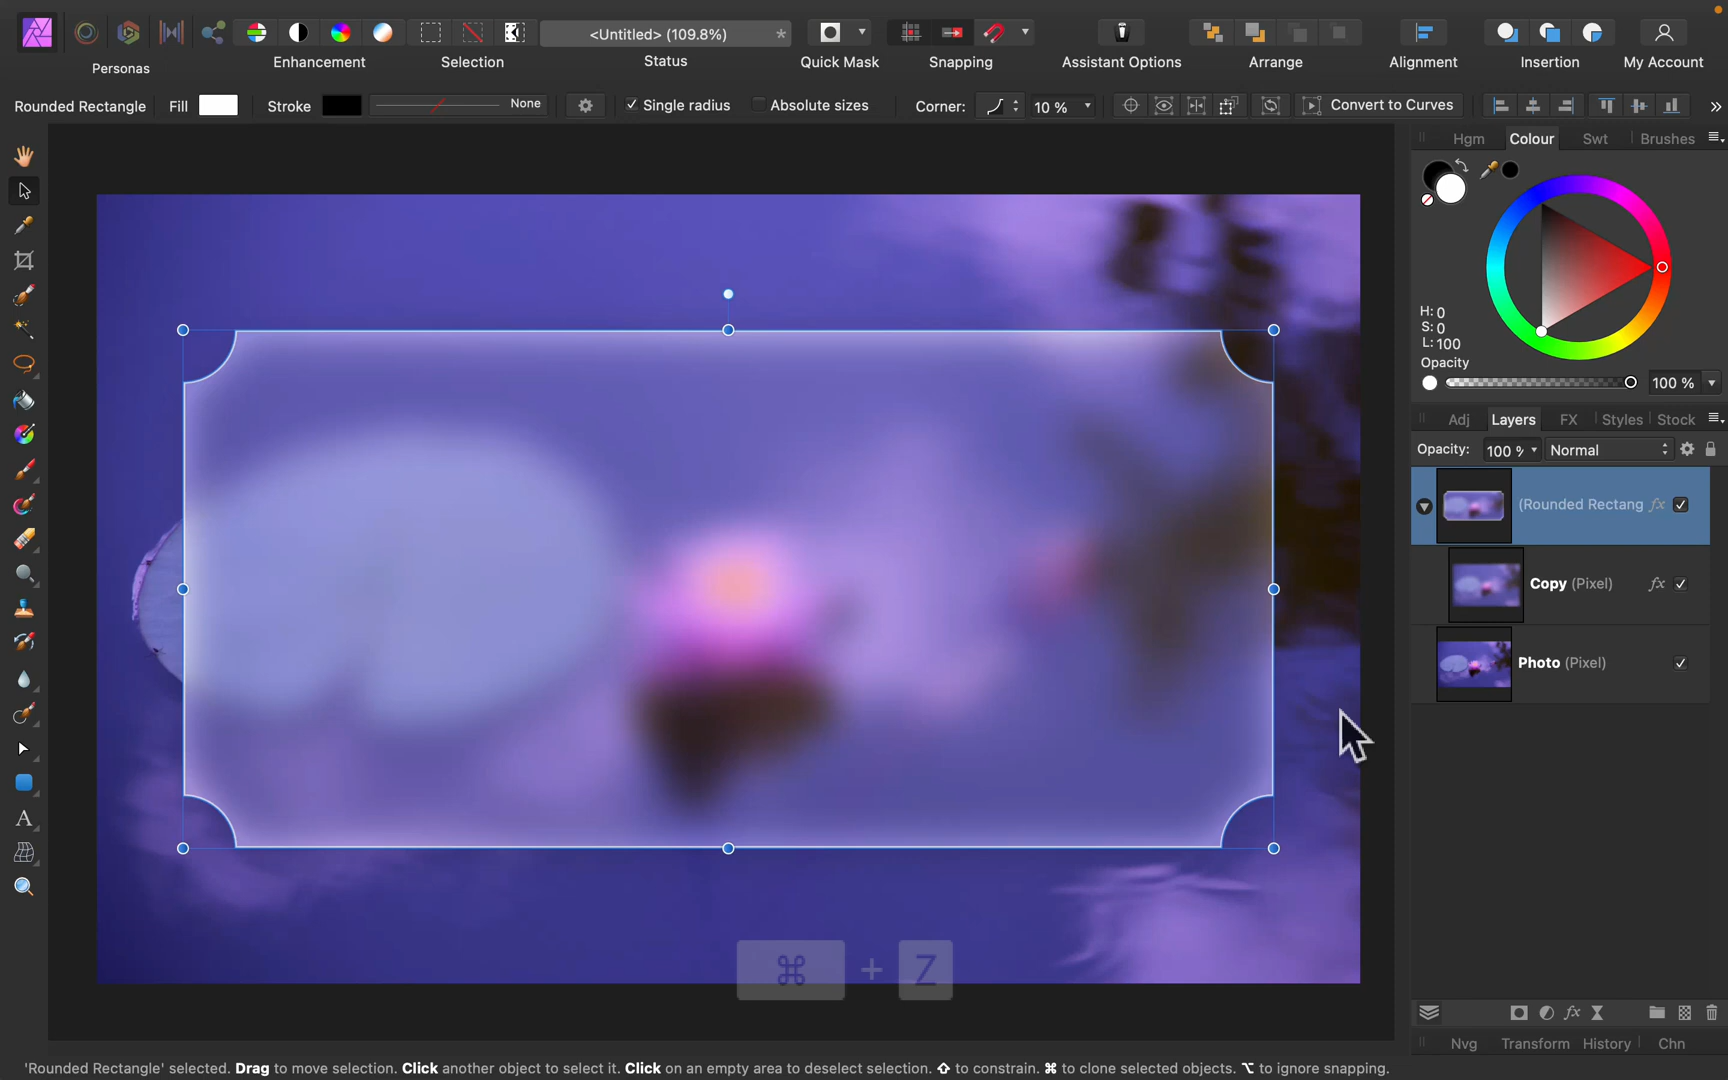 Personas
Enhancement
Selection
<Untitled> (109.8%) *
Status
Quick Mask
Snapping
Assistant Options
Arrange
Alignment
Insertion
My Account
Rounded Rectangle
Fill
Stroke
None
Single radius
Absolute sizes
Corner:
10 %
Convert to Curves
»
Hgm
Colour
Swt
Brushes
H: 0
S: 0
L: 100
Opacity
100 %
Adj
Layers
FX
Styles
Stock
Opacity:
100 %
Normal
(Rounded Rectang
fx
Copy (Pixel)
fx
Photo (Pixel)
⌘ + Z
A
fx
Nvg
Transform
History
Chn
'Rounded Rectangle' selected. Drag to move selection. Click another object to select it. Click on an empty area to deselect selection. ⇧ to constrain. ⌘ to clone selected objects. ⌥ to ignore snapping.